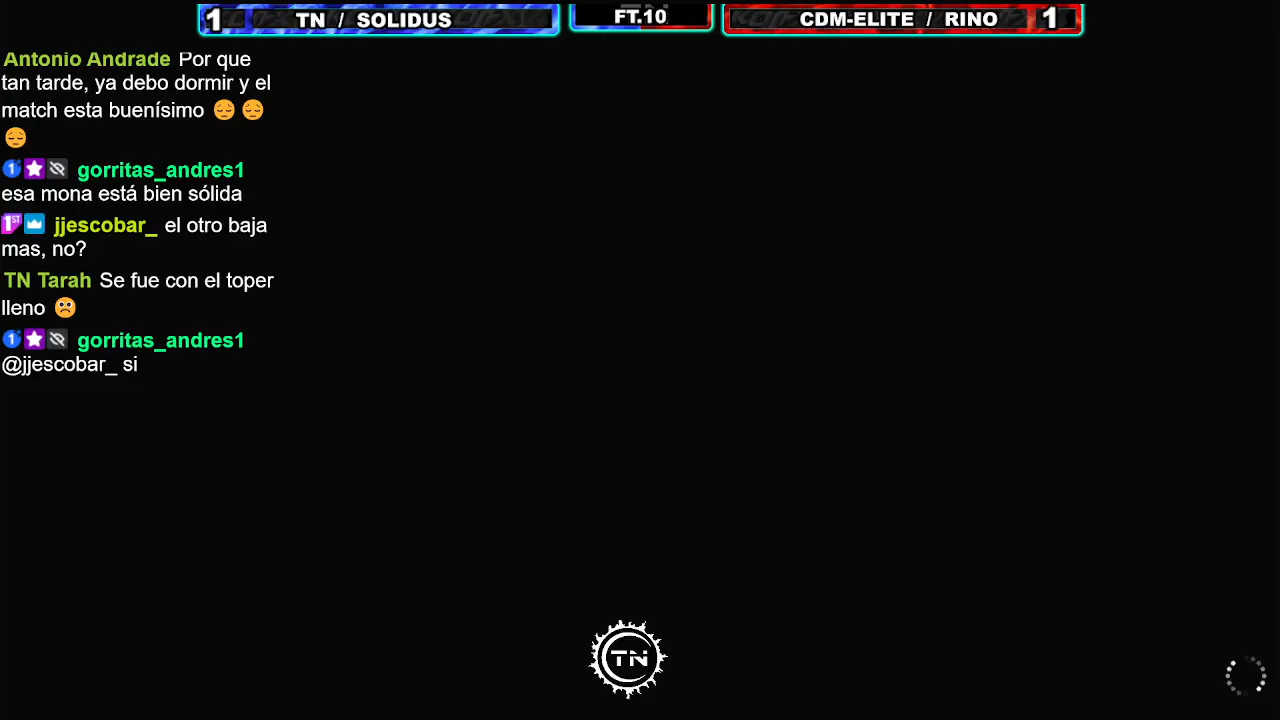 1 TN / SOLIDUS FT.10 CDM-ELITE / RINO 1
Antonio Andrade Por que
tan tarde, ya debo dormir y el
match esta buenísimo 😔 😔
😔
gorritas_andres1
esa mona está bien sólida
jjescobar_ el otro baja
mas, no?
TN Tarah Se fue con el toper
lleno 🙁
gorritas_andres1
@jjescobar_ si
TN